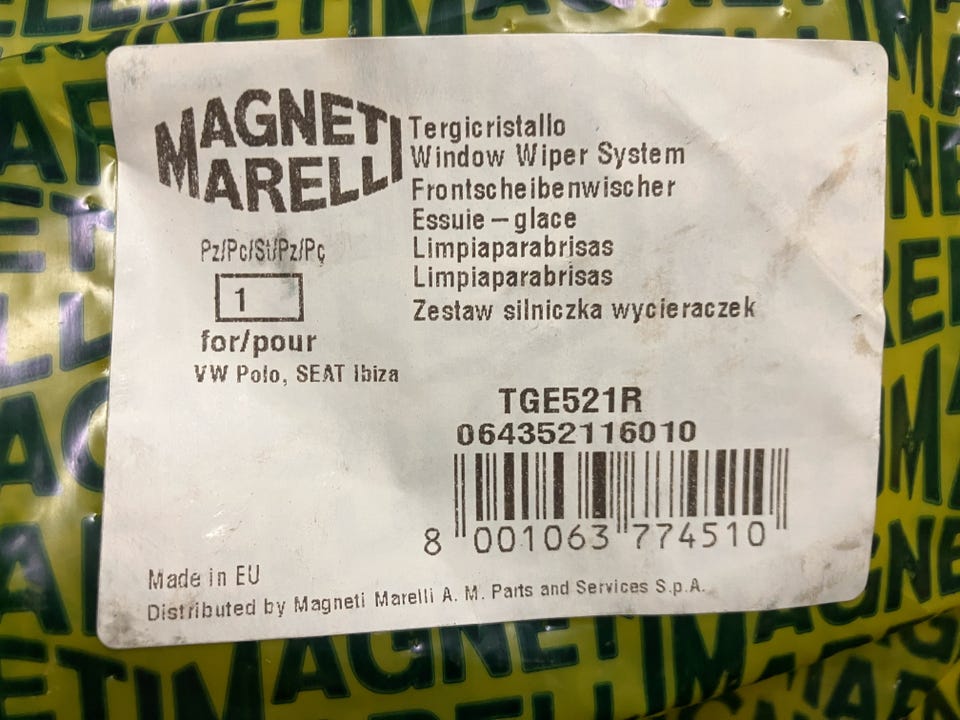 MAGNETI
MARELLI
Tergicristallo
Window Wiper System
Frontscheibenwischer
Essuie-glace
Limpiaparabrisas
Limpiaparabrisas
Zestaw silniczka wycieraczek
Pz/Pc/St/Pz/Pç
1
for/pour
VW Polo, SEAT Ibiza
TGE521R
064352116010
8 001063 774510
Made in EU
Distributed by Magneti Marelli A. M. Parts and Services S.p.A.
MAGNETI
MARELLI